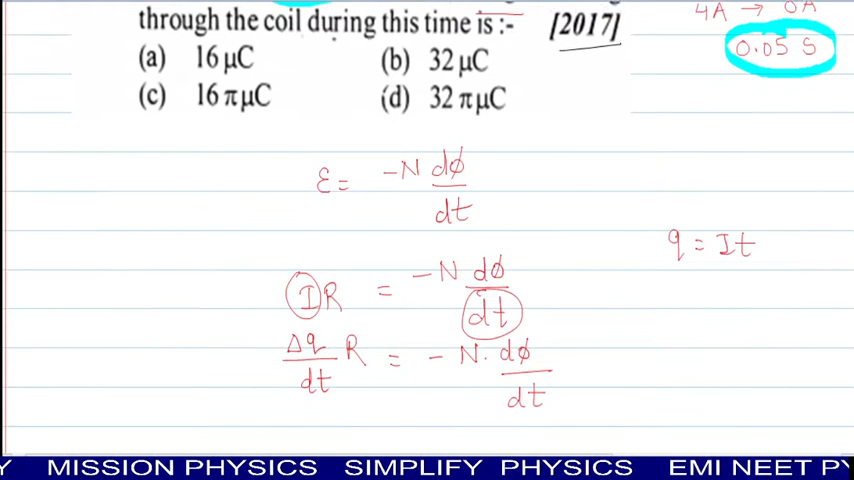 through the coil during this time is :- [2017]
4A → 0A
0.05 S
(a) 16 μC (b) 32 μC
(c) 16 π μC (d) 32 π μC
ε = -N dφ/dt
q = It
IR = -N dφ/dt
Δq/dt R = - N. dφ/dt
MISSION PHYSICS SIMPLIFY PHYSICS EMI NEET PY